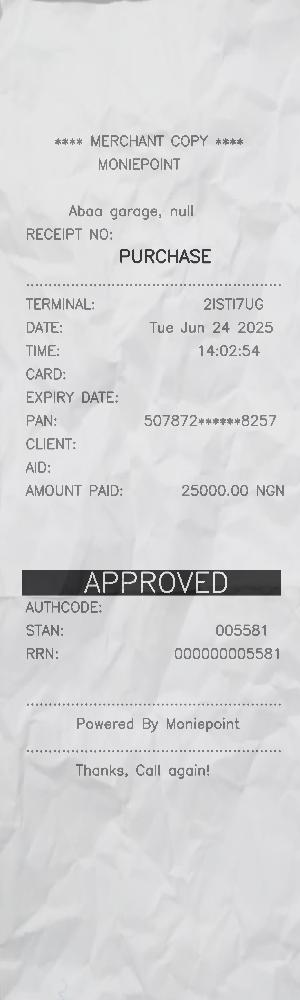 **** MERCHANT COPY ****
MONIEPOINT
Abaa garage, null
RECEIPT NO:
PURCHASE
TERMINAL: 2ISTI7UG
DATE: Tue Jun 24 2025
TIME: 14:02:54
CARD:
EXPIRY DATE:
PAN: 507872******8257
CLIENT:
AID:
AMOUNT PAID: 25000.00 NGN
APPROVED
AUTHCODE:
STAN: 005581
RRN: 000000005581
Powered By Moniepoint
Thanks, Call again!